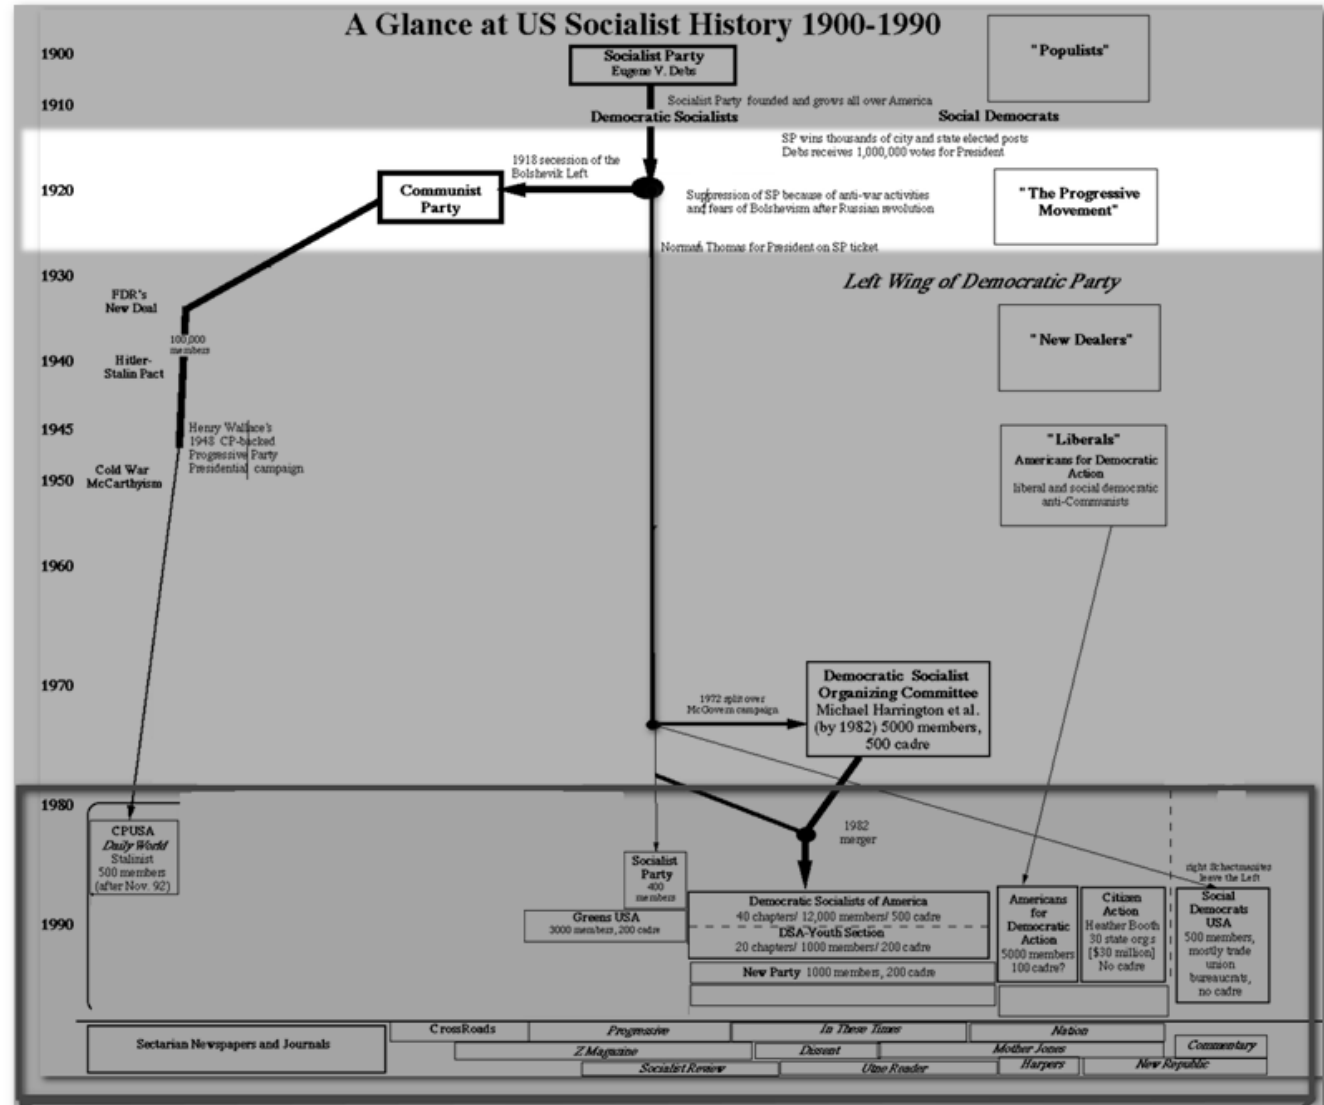 A Glance at US Socialist History 1900-1990
1900
Socialist Party
Eugene V. Debs
"Populists"
1910
Socialist Party founded and grows all over America
Democratic Socialists
Social Democrats
SP wins thousands of city and state elected posts
Debs receives 1,000,000 votes for President
1918 secession of the
Bolshevik Left
1920
Communist
Party
Suppression of SP because of anti-war activities
and fears of Bolshevism after Russian revolution
"The Progressive
Movement"
Norman Thomas for President on SP ticket
1930
Left Wing of Democratic Party
FDR's
New Deal
100,000
members
"New Dealers"
1940
Hitler-
Stalin Pact
1945
Henry Wallace's
1948 CP-backed
Progressive Party
Presidential campaign
"Liberals"
Americans for Democratic
Action
liberal and social democratic
anti-Communists
Cold War
McCarthyism
1950
1960
1970
1972 split over
McGovern campaign
Democratic Socialist
Organizing Committee
Michael Harrington et al.
(by 1982) 5000 members,
500 cadre
1980
CPUSA
Daily World
Stalinist
500 members
(after Nov. 92)
1982
merger
Socialist
Party
400
members
right Schactmanites
leave the Left
1990
Greens USA
3000 members, 200 cadre
Democratic Socialists of America
40 chapters/ 12,000 members/ 500 cadre
DSA-Youth Section
20 chapters/ 1000 members/ 200 cadre
New Party 1000 members, 200 cadre
Americans
for
Democratic
Action
5000 members
100 cadre?
Citizen
Action
Heather Booth
30 state orgs
[$30 million]
No cadre
Social
Democrats
USA
500 members,
mostly trade
union
bureaucrats,
no cadre
Sectarian Newspapers and Journals
CrossRoads
Progressive
In These Times
Nation
Z Magazine
Dissent
Mother Jones
Commentary
Socialist Review
Utne Reader
Harpers
New Republic